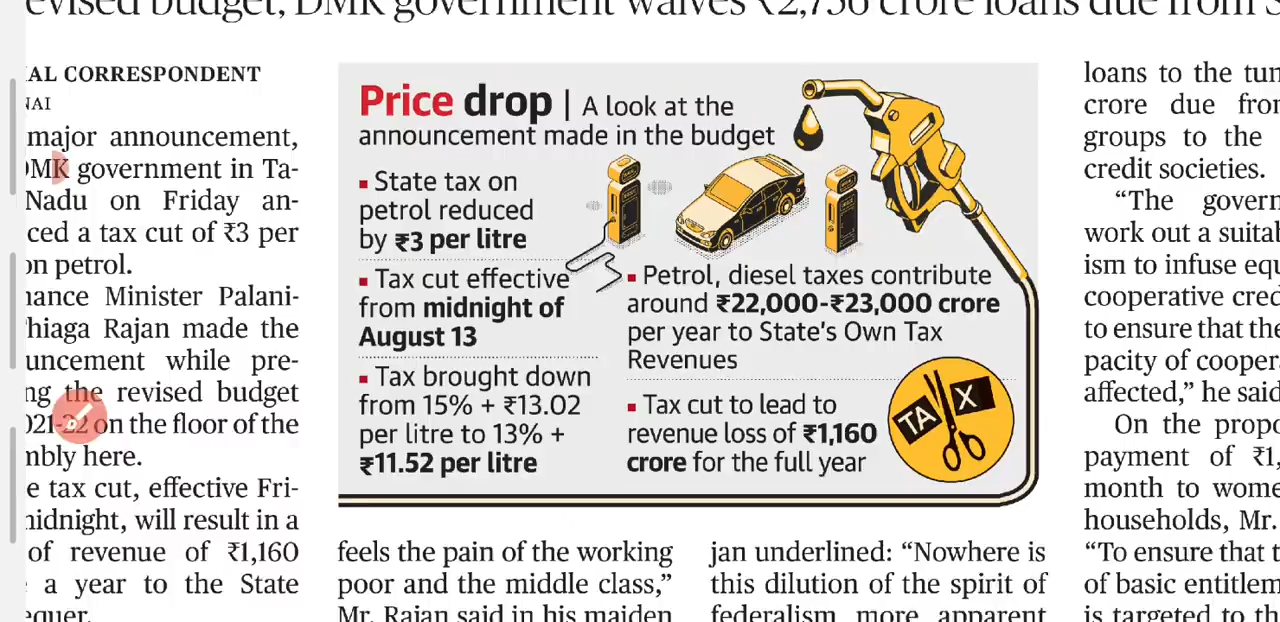 evised budget, DMK government waives ₹2,756 crore loans due from S
IAL CORRESPONDENT
NAI
major announcement,
DMK government in Ta-
Nadu on Friday an-
ced a tax cut of ₹3 per
on petrol.
nance Minister Palani-
Thiaga Rajan made the
uncement while pre-
ng the revised budget
021-22 on the floor of the
mbly here.
e tax cut, effective Fri-
midnight, will result in a
of revenue of ₹1,160
a year to the State
equer.
Price drop | A look at the
announcement made in the budget
State tax on
petrol reduced
by ₹3 per litre
Tax cut effective
from midnight of
August 13
Tax brought down
from 15% + ₹13.02
per litre to 13% +
₹11.52 per litre
Petrol, diesel taxes contribute
around ₹22,000-₹23,000 crore
per year to State's Own Tax
Revenues
Tax cut to lead to
revenue loss of ₹1,160
crore for the full year
TA X
feels the pain of the working
poor and the middle class,”
Mr. Rajan said in his maiden
jan underlined: “Nowhere is
this dilution of the spirit of
federalism more apparent
loans to the tun
crore due from
groups to the
credit societies.
“The govern
work out a suitab
ism to infuse equ
cooperative cred
to ensure that the
pacity of coopera
affected,” he said
On the propo
payment of ₹1,
month to wome
households, Mr.
“To ensure that t
of basic entitlem
is targeted to the